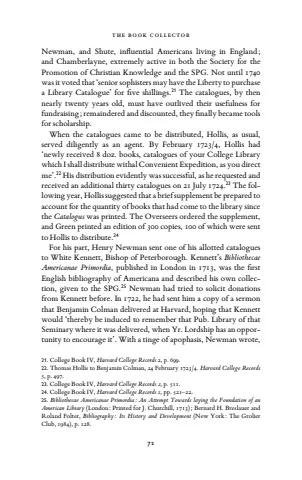 THE BOOK COLLECTOR
Newman, and Shute, influential Americans living in England;
and Chamberlayne, extremely active in both the Society for the
Promotion of Christian Knowledge and the SPG. Not until 1740
was it voted that 'senior sophisters may have the Liberty to purchase
a Library Catalogue' for five shillings.21 The catalogues, by then
nearly twenty years old, must have outlived their usefulness for
fundraising; remaindered and discounted, they finally became tools
for scholarship.
When the catalogues came to be distributed, Hollis, as usual,
served diligently as an agent. By February 1723/4, Hollis had
'newly received 8 doz. books, catalogues of your College Library
which I shall distribute withal Convenient Expedition, as you direct
me'.22 His distribution evidently was successful, as he requested and
received an additional thirty catalogues on 21 July 1724.23 The fol-
lowing year, Hollis suggested that a brief supplement be prepared to
account for the quantity of books that had come to the library since
the Catalogus was printed. The Overseers ordered the supplement,
and Green printed an edition of 300 copies, 100 of which were sent
to Hollis to distribute.24
For his part, Henry Newman sent one of his allotted catalogues
to White Kennett, Bishop of Peterborough. Kennett's Bibliothecae
Americanae Primordia, published in London in 1713, was the first
English bibliography of Americana and described his own collec-
tion, given to the SPG.25 Newman had tried to solicit donations
from Kennett before. In 1722, he had sent him a copy of a sermon
that Benjamin Colman delivered at Harvard, hoping that Kennett
would 'thereby be induced to remember that Pub. Library of that
Seminary where it was delivered, when Yr. Lordship has an oppor-
tunity to encourage it'. With a tinge of apophasis, Newman wrote,
21. College Book IV, Harvard College Records 2, p. 699.
22. Thomas Hollis to Benjamin Colman, 24 February 1723/4. Harvard College Records
5, p. 497.
23. College Book IV, Harvard College Records 2, p. 511.
24. College Book IV, Harvard College Records 2, pp. 521–22.
25. Bibliothecae Americanae Primordia: An Attempt Towards laying the Foundation of an
American Library (London: Printed for J. Churchill, 1713); Bernard H. Breslauer and
Roland Folter, Bibliography: Its History and Development (New York: The Grolier
Club, 1984), p. 128.
72